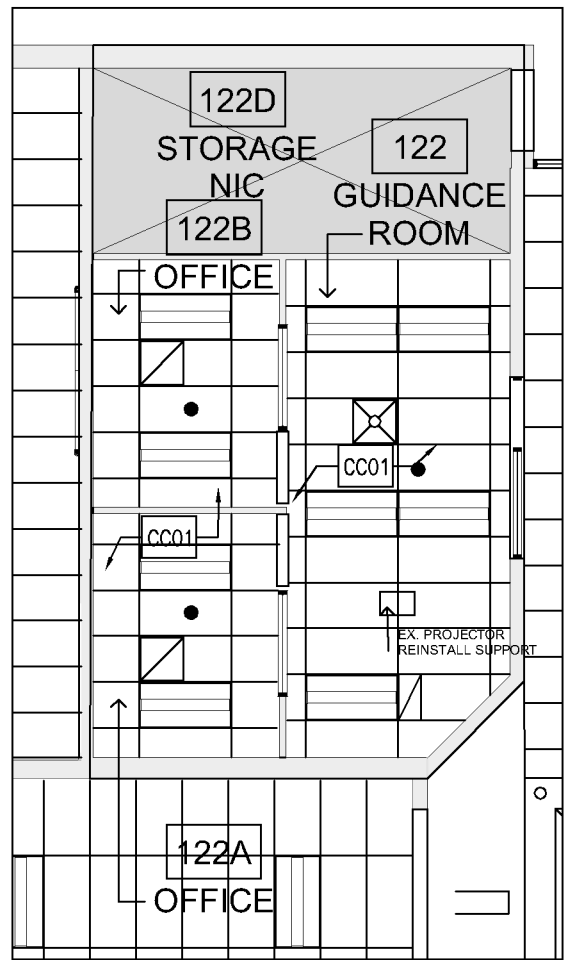 122D
STORAGE
NIC
122
GUIDANCE
ROOM
122B
OFFICE
CC01
CC01
EX. PROJECTOR
REINSTALL SUPPORT
122A
OFFICE